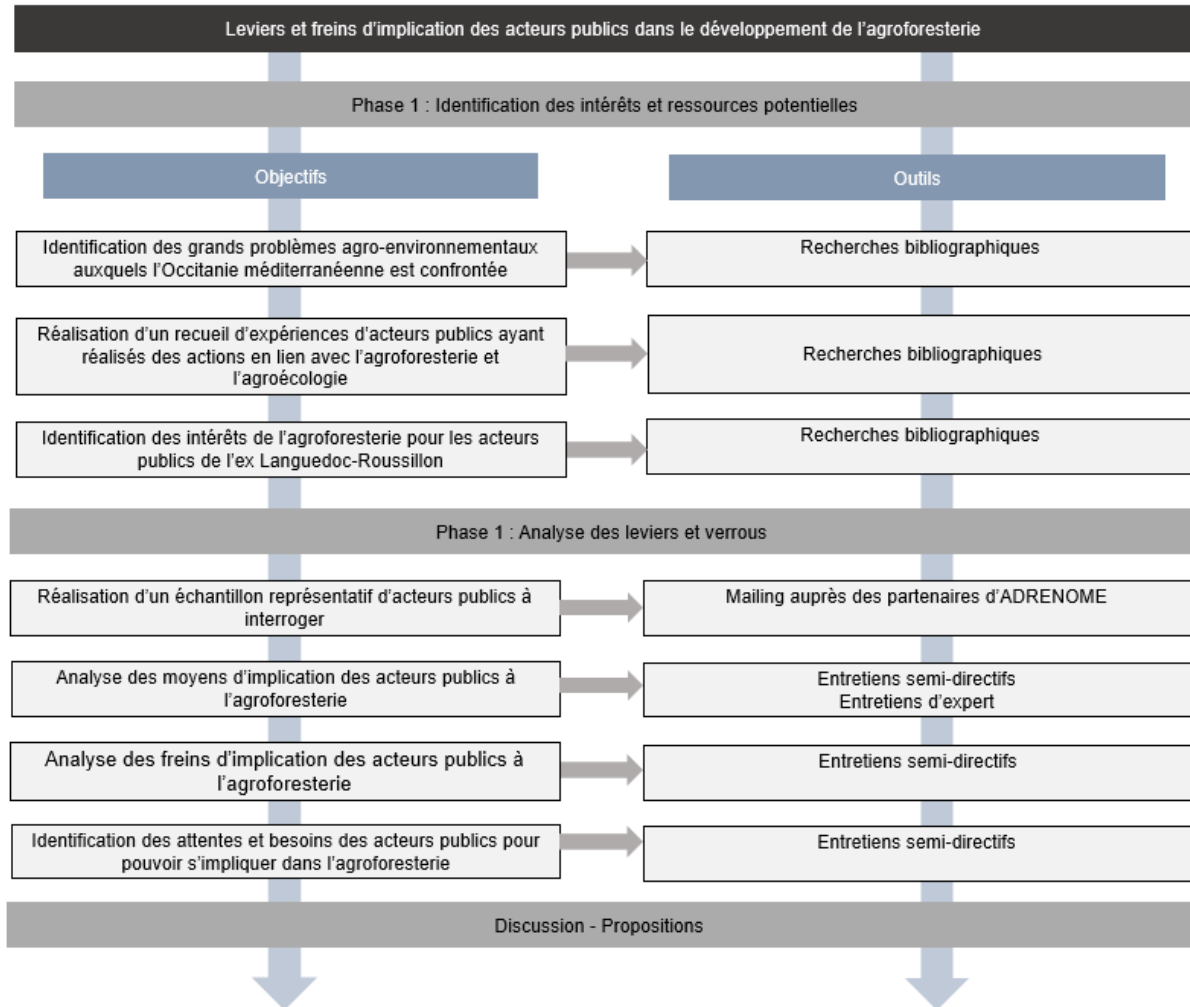 Leviers et freins d'implication des acteurs publics dans le développement de l'agroforesterie
Phase 1 : Identification des intérêts et ressources potentielles
Objectifs
Outils
Identification des grands problèmes agro-environnementaux
auxquels l'Occitanie méditerranéenne est confrontée
Recherches bibliographiques
Réalisation d'un recueil d'expériences d'acteurs publics ayant
réalisés des actions en lien avec l'agroforesterie et
l'agroécologie
Recherches bibliographiques
Identification des intérêts de l'agroforesterie pour les acteurs
publics de l'ex Languedoc-Roussillon
Recherches bibliographiques
Phase 1 : Analyse des leviers et verrous
Réalisation d'un échantillon représentatif d'acteurs publics à
interroger
Mailing auprès des partenaires d'ADRENOME
Analyse des moyens d'implication des acteurs publics à
l'agroforesterie
Entretiens semi-directifs
Entretiens d'expert
Analyse des freins d'implication des acteurs publics à
l'agroforesterie
Entretiens semi-directifs
Identification des attentes et besoins des acteurs publics pour
pouvoir s'impliquer dans l'agroforesterie
Entretiens semi-directifs
Discussion - Propositions